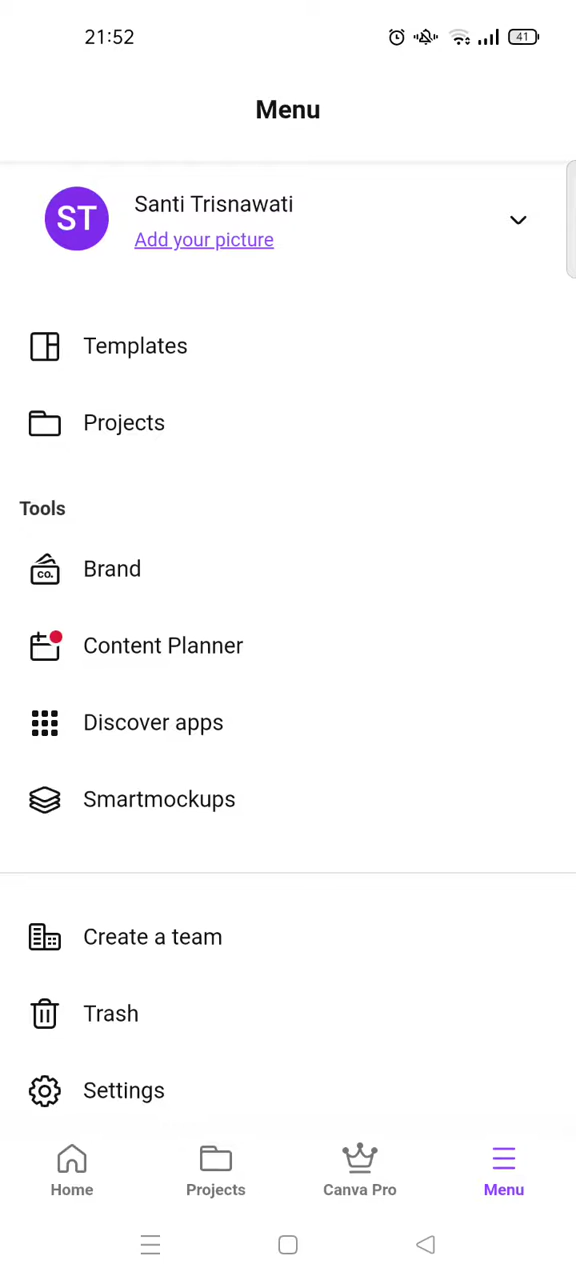 21:52
41
Menu
ST
Santi Trisnawati
Add your picture
Templates
Projects
Tools
co.
Brand
Content Planner
Discover apps
Smartmockups
Create a team
Trash
Settings
Home
Projects
Canva Pro
Menu